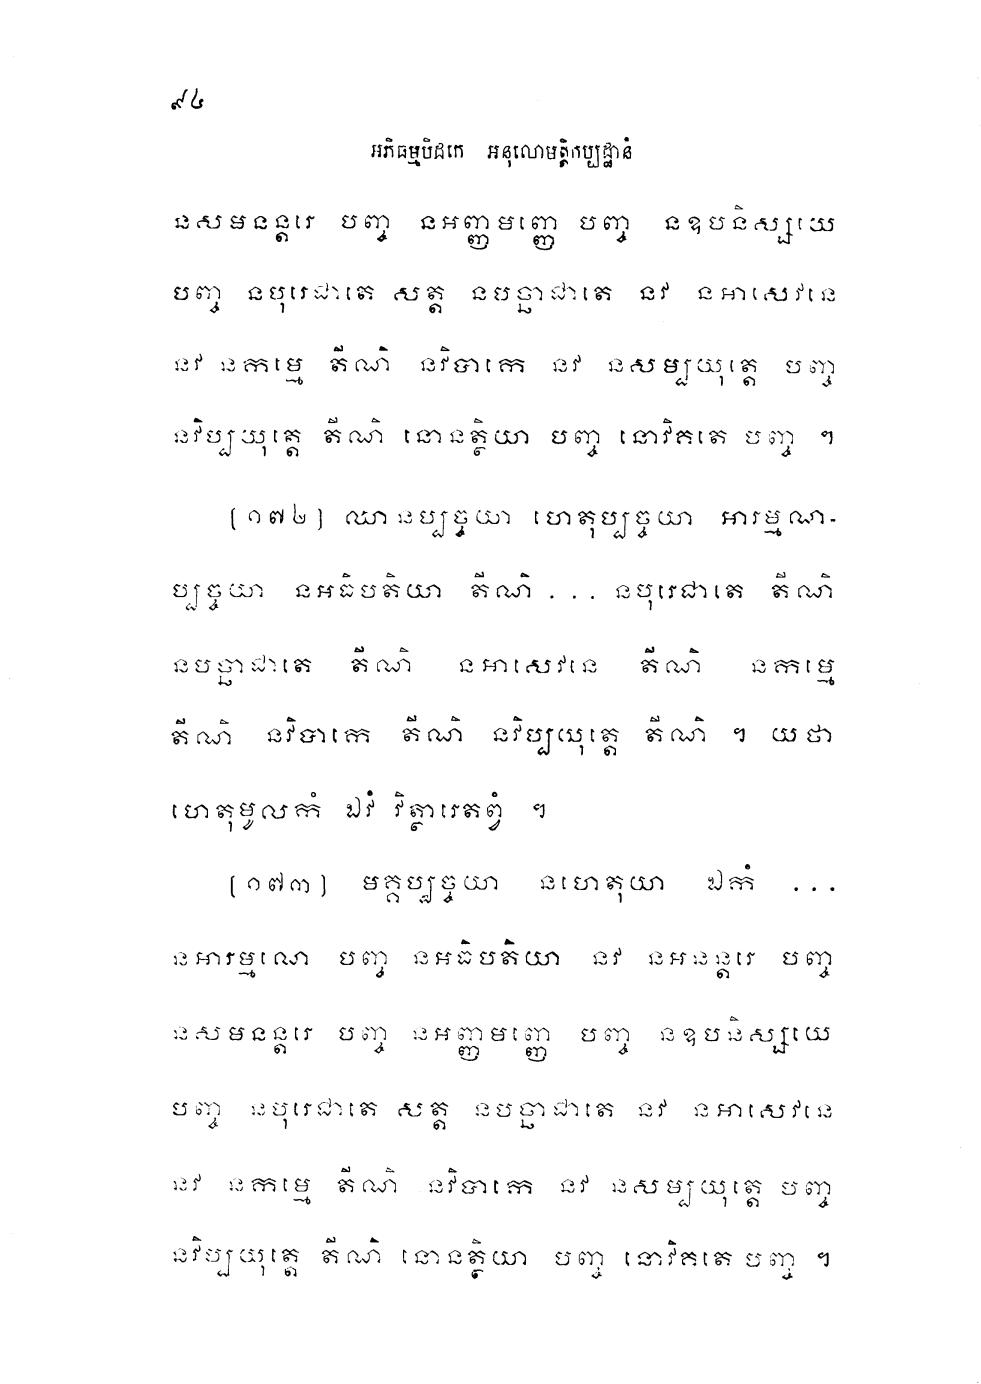 ៩៤
អភិធម្មបិដកេ អនុលោមត្តិកប្បដ្ឋានំ
នសមនន្តរេ បញ្ច នអញ្ញមញ្ញេ បញ្ច នឧបនិស្សយេ
បញ្ច នបុរេជាតេ សត្ត នបច្ឆាជាតេ នវ នអាសេវនេ
នវ នកម្មេ តីណិ នវិបាកេ នវ នសម្បយុត្តេ បញ្ច
នវិប្បយុត្តេ តីណិ នោនត្ថិយា បញ្ច នោវិគតេ បញ្ច ។
(១៧២) ឈានប្បច្ចយា ហេតុប្បច្ចយា អារម្មណា-
ប្បច្ចយា នអធិបតិយា តីណិ ... នបុរេជាតេ តីណិ
នបច្ឆាជាតេ តីណិ នអាសេវនេ តីណិ នកម្មេ
តីណិ នវិបាកេ តីណិ នវិប្បយុត្តេ តីណិ ។ យថា
ហេតុមូលកំ ឯវំ វិត្ថារេតព្វំ ។
(១៧៣) មគ្គប្បច្ចយា នហេតុយា ឯកំ ...
នអារម្មណេ បញ្ច នអធិបតិយា នវ នអនន្តរេ បញ្ច
នសមនន្តរេ បញ្ច នអញ្ញមញ្ញេ បញ្ច នឧបនិស្សយេ
បញ្ច នបុរេជាតេ សត្ត នបច្ឆាជាតេ នវ នអាសេវនេ
នវ នកម្មេ តីណិ នវិបាកេ នវ នសម្បយុត្តេ បញ្ច
នវិប្បយុត្តេ តីណិ នោនត្ថិយា បញ្ច នោវិគតេ បញ្ច ។